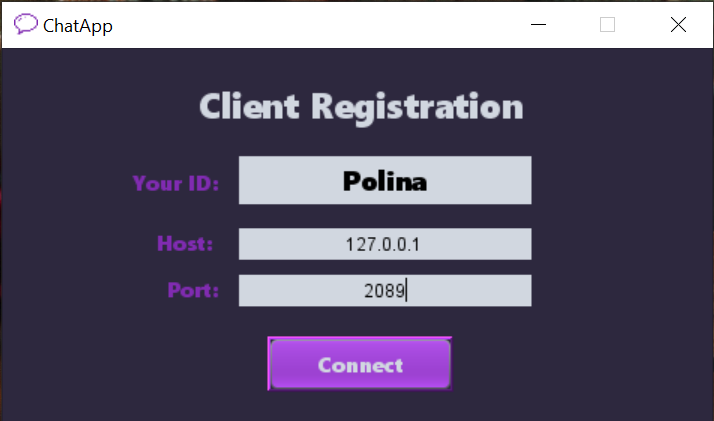 ChatApp
Client Registration
Your ID: Polina
Host: 127.0.0.1
Port: 2089
Connect